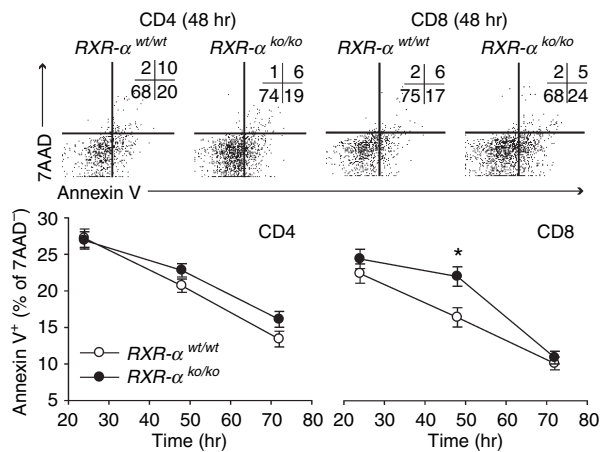 CD4 (48 hr) CD8 (48 hr)
RXR-α wt/wt RXR-α ko/ko RXR-α wt/wt RXR-α ko/ko
2 10 1 6 2 6 2 5
68 20 74 19 75 17 68 24
7AAD
Annexin V
Annexin V+ (% of 7AAD−)
30
25
20
15
10
5
CD4
RXR-α wt/wt
RXR-α ko/ko
20 30 40 50 60 70 80
Time (hr)
*
CD8
20 30 40 50 60 70 80
Time (hr)